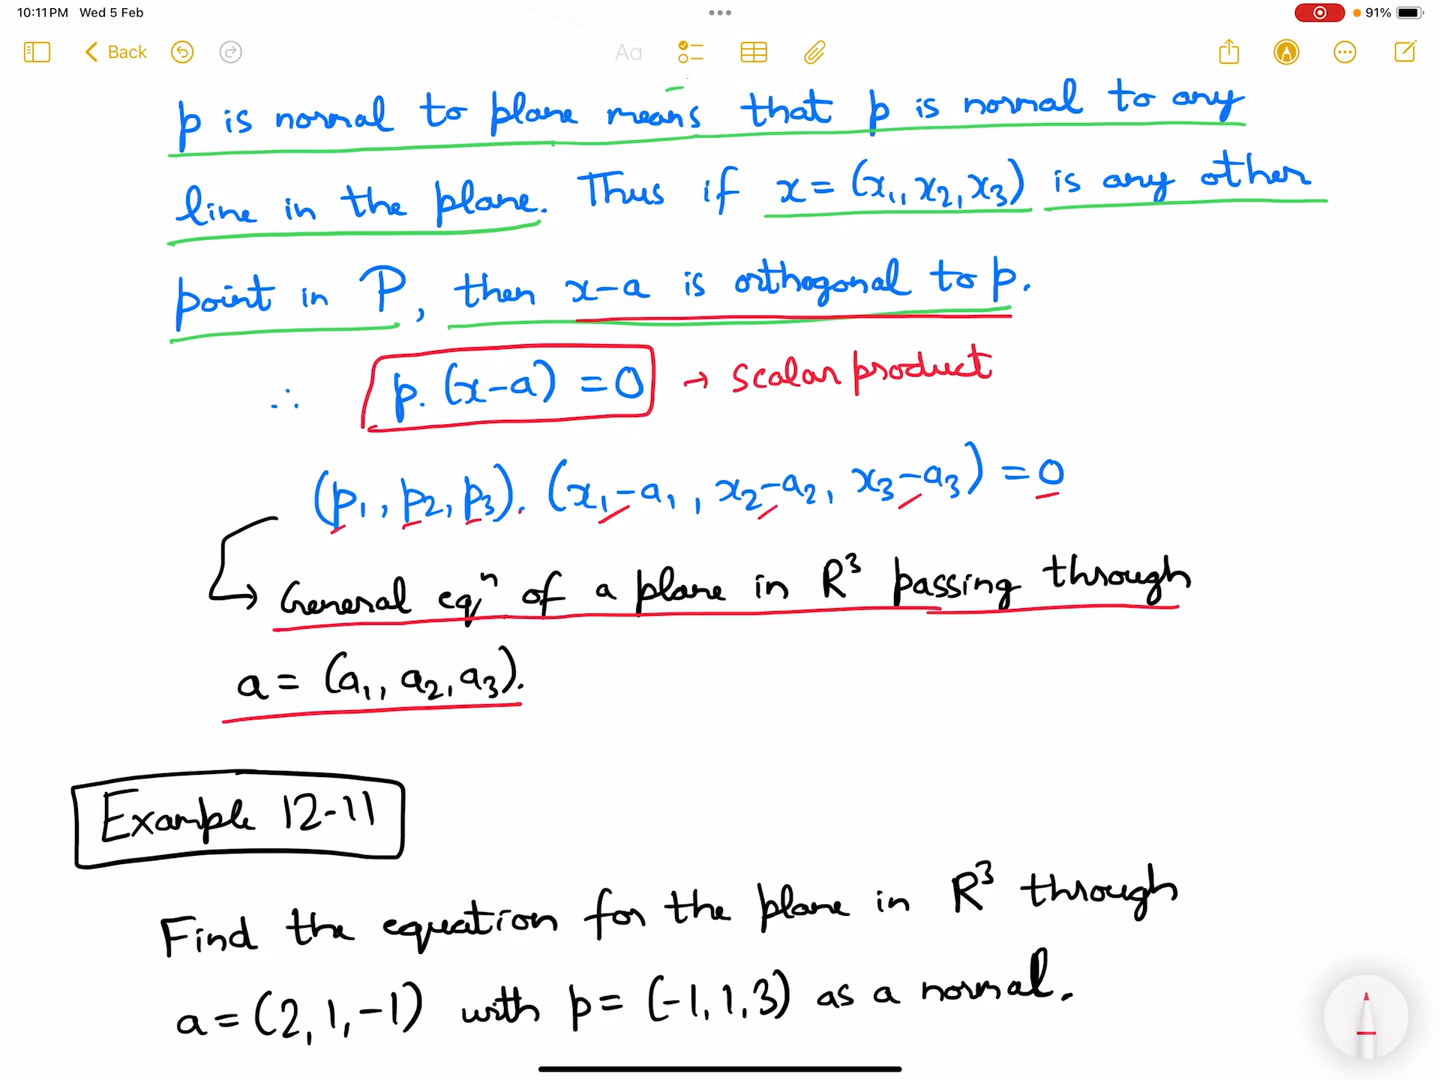 10:11 PM Wed 5 Feb
91%
Back
Aa
p is normal to plane means that p is normal to any
line in the plane. Thus if x = (x₁, x₂, x₃) is any other
point in P, then x-a is orthogonal to p.
∴ p. (x-a) = 0 → scalar product
(p₁, p₂, p₃). (x₁-a₁, x₂-a₂, x₃-a₃) = 0
→ General eqⁿ of a plane in R³ passing through
a = (a₁, a₂, a₃).
Example 12-11
Find the equation for the plane in R³ through
a = (2, 1, -1) with p = (-1, 1, 3) as a normal.